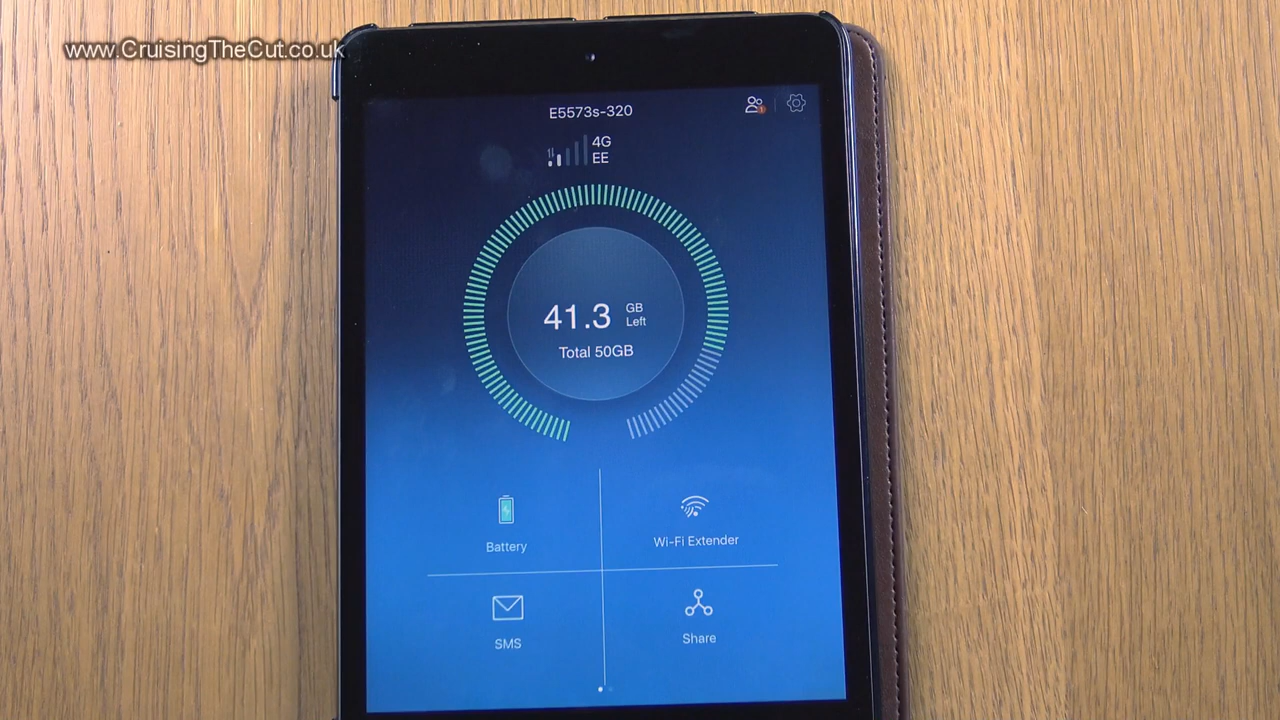 www.CruisingTheCut.co.uk
E5573s-320
1
4G
EE
41.3 GB Left
Total 50GB
Battery
Wi-Fi Extender
SMS
Share